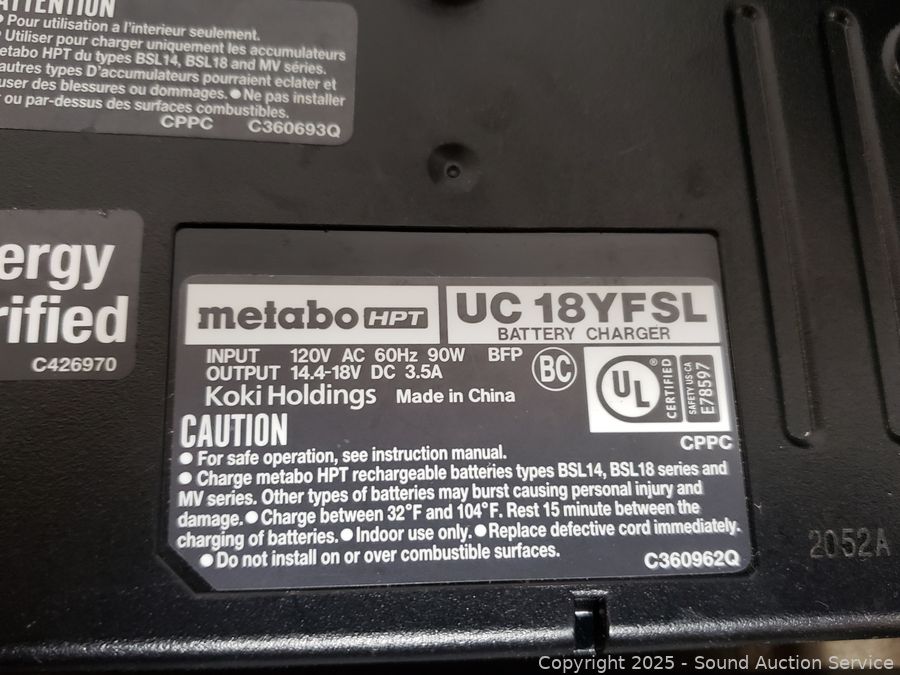 ATTENTION
● Pour utilisation a l'interieur seulement.
Utiliser pour charger uniquement les accumulateurs
etabo HPT du types BSL14, BSL18 and MV séries.
autres types D'accumulateurs pourraient eclater et
user des blessures ou dommages. ● Ne pas installer
r ou par-dessus des surfaces combustibles.
CPPC C360693Q
ergy
rified
C426970
metabo HPT UC 18YFSL
BATTERY CHARGER
INPUT 120V AC 60Hz 90W BFP
OUTPUT 14.4-18V DC 3.5A
BC
UL ® CERTIFIED SAFETY US-CA E78597
Koki Holdings Made in China
CPPC
CAUTION
● For safe operation, see instruction manual.
● Charge metabo HPT rechargeable batteries types BSL14, BSL18 series and
MV series. Other types of batteries may burst causing personal injury and
damage. ● Charge between 32°F and 104°F. Rest 15 minute between the
charging of batteries. ● Indoor use only. ● Replace defective cord immediately.
● Do not install on or over combustible surfaces.
C360962Q
2052A
Copyright 2025 - Sound Auction Service